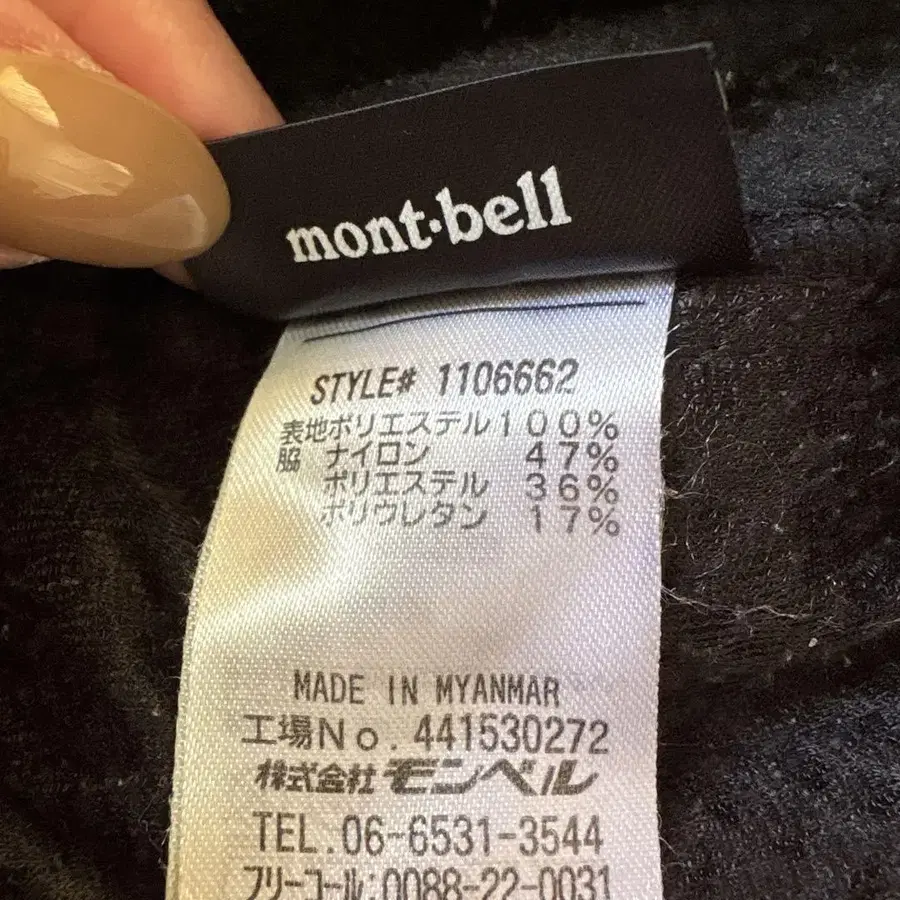 mont·bell
STYLE# 1106662
表地ポリエステル100%
脇 ナイロン 47%
ポリエステル 36%
ポリウレタン 17%
MADE IN MYANMAR
工場No.441530272
株式会社モンベル
TEL.06-6531-3544
フリーコール:0088-22-0031